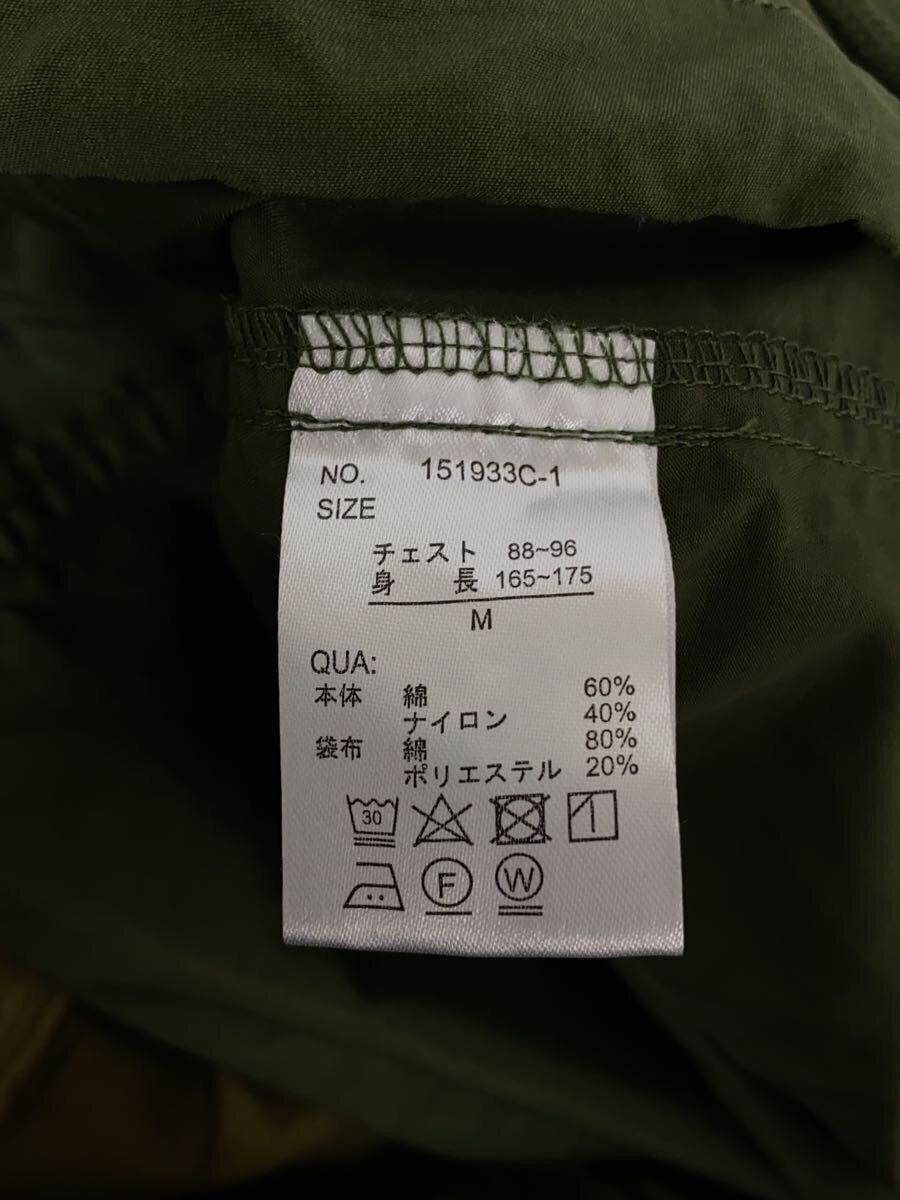 NO. 151933C-1
SIZE
チェスト 88~96
身 長 165~175
M
QUA:
本体 綿 60%
ナイロン 40%
袋布 綿 80%
ポリエステル 20%
30
F W